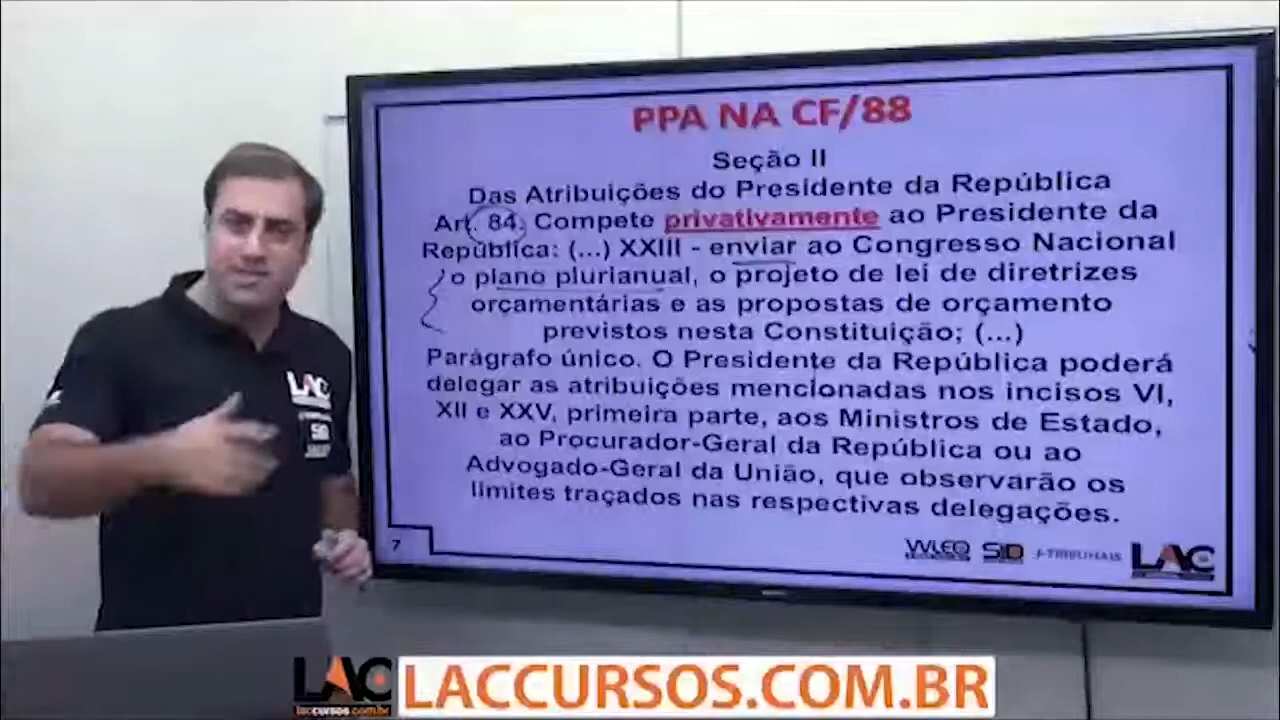 PPA NA CF/88
Seção II
Das Atribuições do Presidente da República
Art. 84. Compete privativamente ao Presidente da
República: (...) XXIII - enviar ao Congresso Nacional
o plano plurianual, o projeto de lei de diretrizes
orçamentárias e as propostas de orçamento
previstos nesta Constituição; (...)
Parágrafo único. O Presidente da República poderá
delegar as atribuições mencionadas nos incisos VI,
XII e XXV, primeira parte, aos Ministros de Estado,
ao Procurador-Geral da República ou ao
Advogado-Geral da União, que observarão os
limites traçados nas respectivas delegações.
7
LAC
LAC
LAC
laccursos.com.br
LACCURSOS.COM.BR